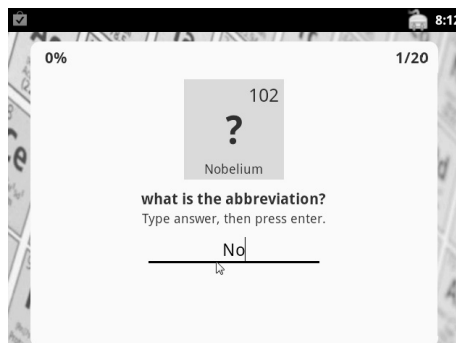 8:12
0%
1/20
102
?
Nobelium
what is the abbreviation?
Type answer, then press enter.
No